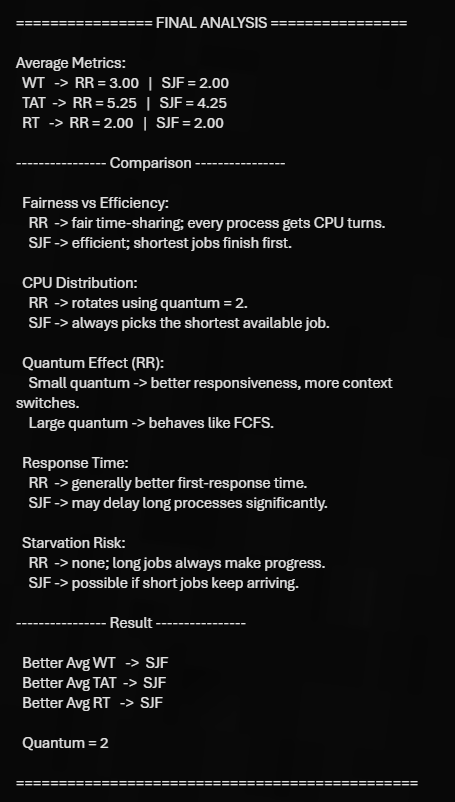 ================ FINAL ANALYSIS ================
Average Metrics:
WT -> RR = 3.00 | SJF = 2.00
TAT -> RR = 5.25 | SJF = 4.25
RT -> RR = 2.00 | SJF = 2.00
---------------- Comparison ----------------
Fairness vs Efficiency:
RR -> fair time-sharing; every process gets CPU turns.
SJF -> efficient; shortest jobs finish first.
CPU Distribution:
RR -> rotates using quantum = 2.
SJF -> always picks the shortest available job.
Quantum Effect (RR):
Small quantum -> better responsiveness, more context
switches.
Large quantum -> behaves like FCFS.
Response Time:
RR -> generally better first-response time.
SJF -> may delay long processes significantly.
Starvation Risk:
RR -> none; long jobs always make progress.
SJF -> possible if short jobs keep arriving.
---------------- Result ----------------
Better Avg WT -> SJF
Better Avg TAT -> SJF
Better Avg RT -> SJF
Quantum = 2
===============================================